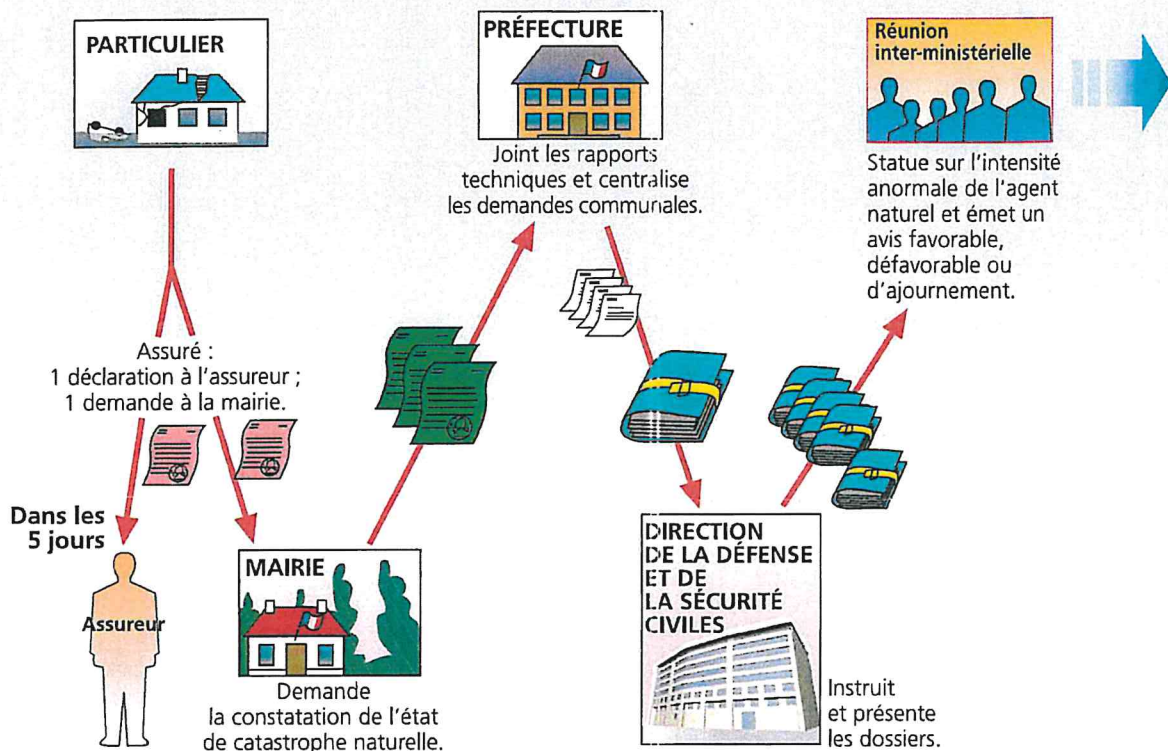 PARTICULIER
Assuré :
1 déclaration à l'assureur ;
1 demande à la mairie.
Dans les
5 jours
Assureur
MAIRIE
Demande
la constatation de l'état
de catastrophe naturelle.
PRÉFECTURE
Joint les rapports
techniques et centralise
les demandes communales.
DIRECTION
DE LA DÉFENSE
ET DE
LA SÉCURITÉ
CIVILES
Instruit
et présente
les dossiers.
Réunion
inter-ministérielle
Statue sur l'intensité
anormale de l'agent
naturel et émet un
avis favorable,
défavorable ou
d'ajournement.